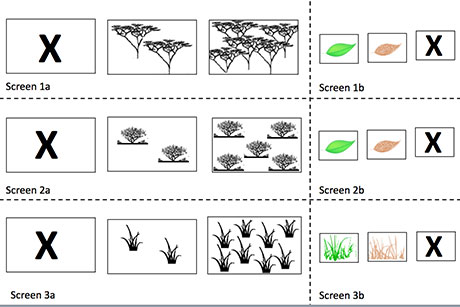 X
Screen 1a
X
Screen 1b
X
Screen 2a
X
Screen 2b
X
Screen 3a
X
Screen 3b